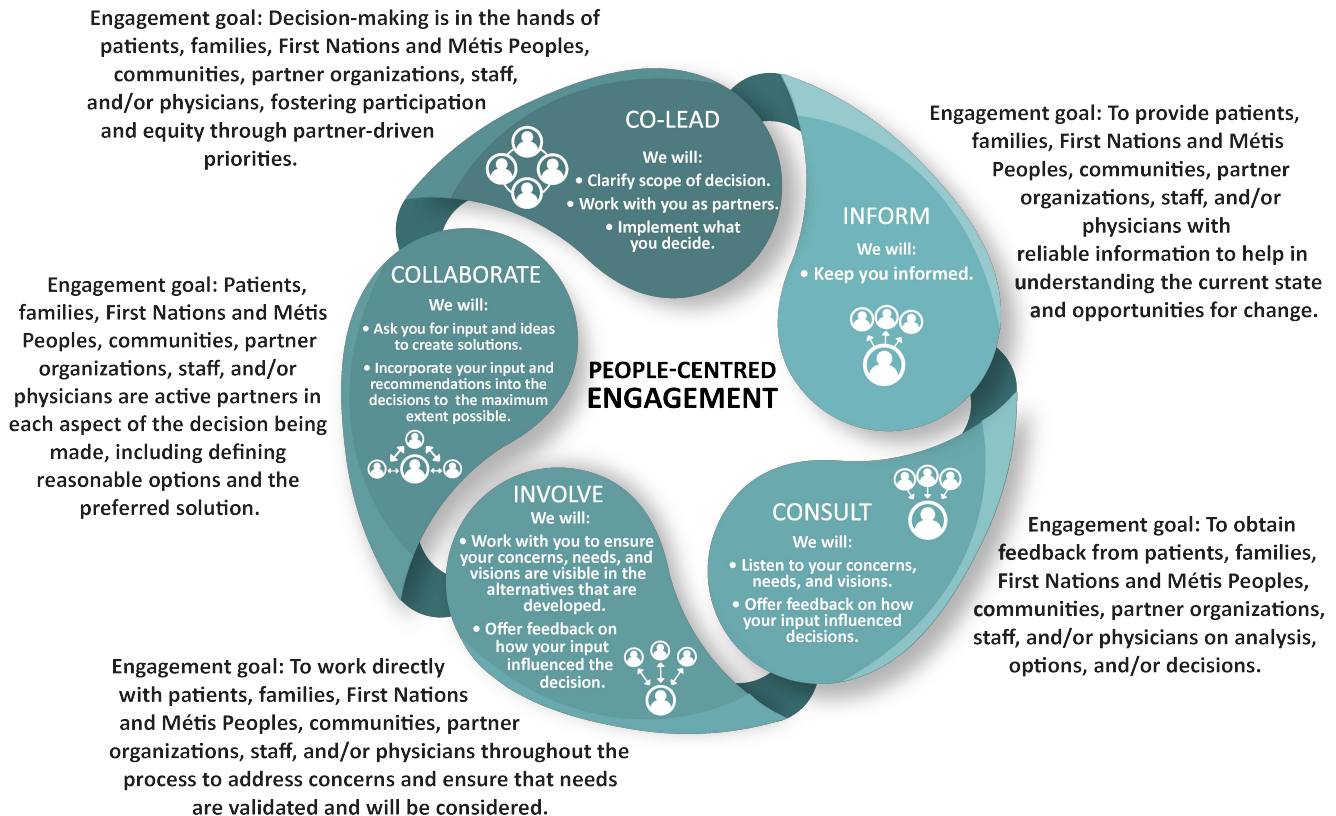 Engagement goal: Decision-making is in the hands of
patients, families, First Nations and Métis Peoples,
communities, partner organizations, staff,
and/or physicians, fostering participation
and equity through partner-driven
priorities.
CO-LEAD
We will:
• Clarify scope of decision.
• Work with you as partners.
• Implement what
you decide.
Engagement goal: To provide patients,
families, First Nations and Métis
Peoples, communities, partner
organizations, staff, and/or
physicians with
reliable information to help in
understanding the current state
and opportunities for change.
INFORM
We will:
• Keep you informed.
Engagement goal: Patients,
families, First Nations and Métis
Peoples, communities, partner
organizations, staff, and/or
physicians are active partners in
each aspect of the decision being
made, including defining
reasonable options and the
preferred solution.
COLLABORATE
We will:
• Ask you for input and ideas
to create solutions.
• Incorporate your input and
recommendations into the
decisions to the maximum
extent possible.
PEOPLE-CENTRED
ENGAGEMENT
INVOLVE
We will:
• Work with you to ensure
your concerns, needs, and
visions are visible in the
alternatives that are
developed.
• Offer feedback on
how your input
influenced the
decision.
CONSULT
We will:
• Listen to your concerns,
needs, and visions.
• Offer feedback on how
your input influenced
decisions.
Engagement goal: To obtain
feedback from patients, families,
First Nations and Métis Peoples,
communities, partner organizations,
staff, and/or physicians on analysis,
options, and/or decisions.
Engagement goal: To work directly
with patients, families, First Nations
and Métis Peoples, communities, partner
organizations, staff, and/or physicians throughout the
process to address concerns and ensure that needs
are validated and will be considered.